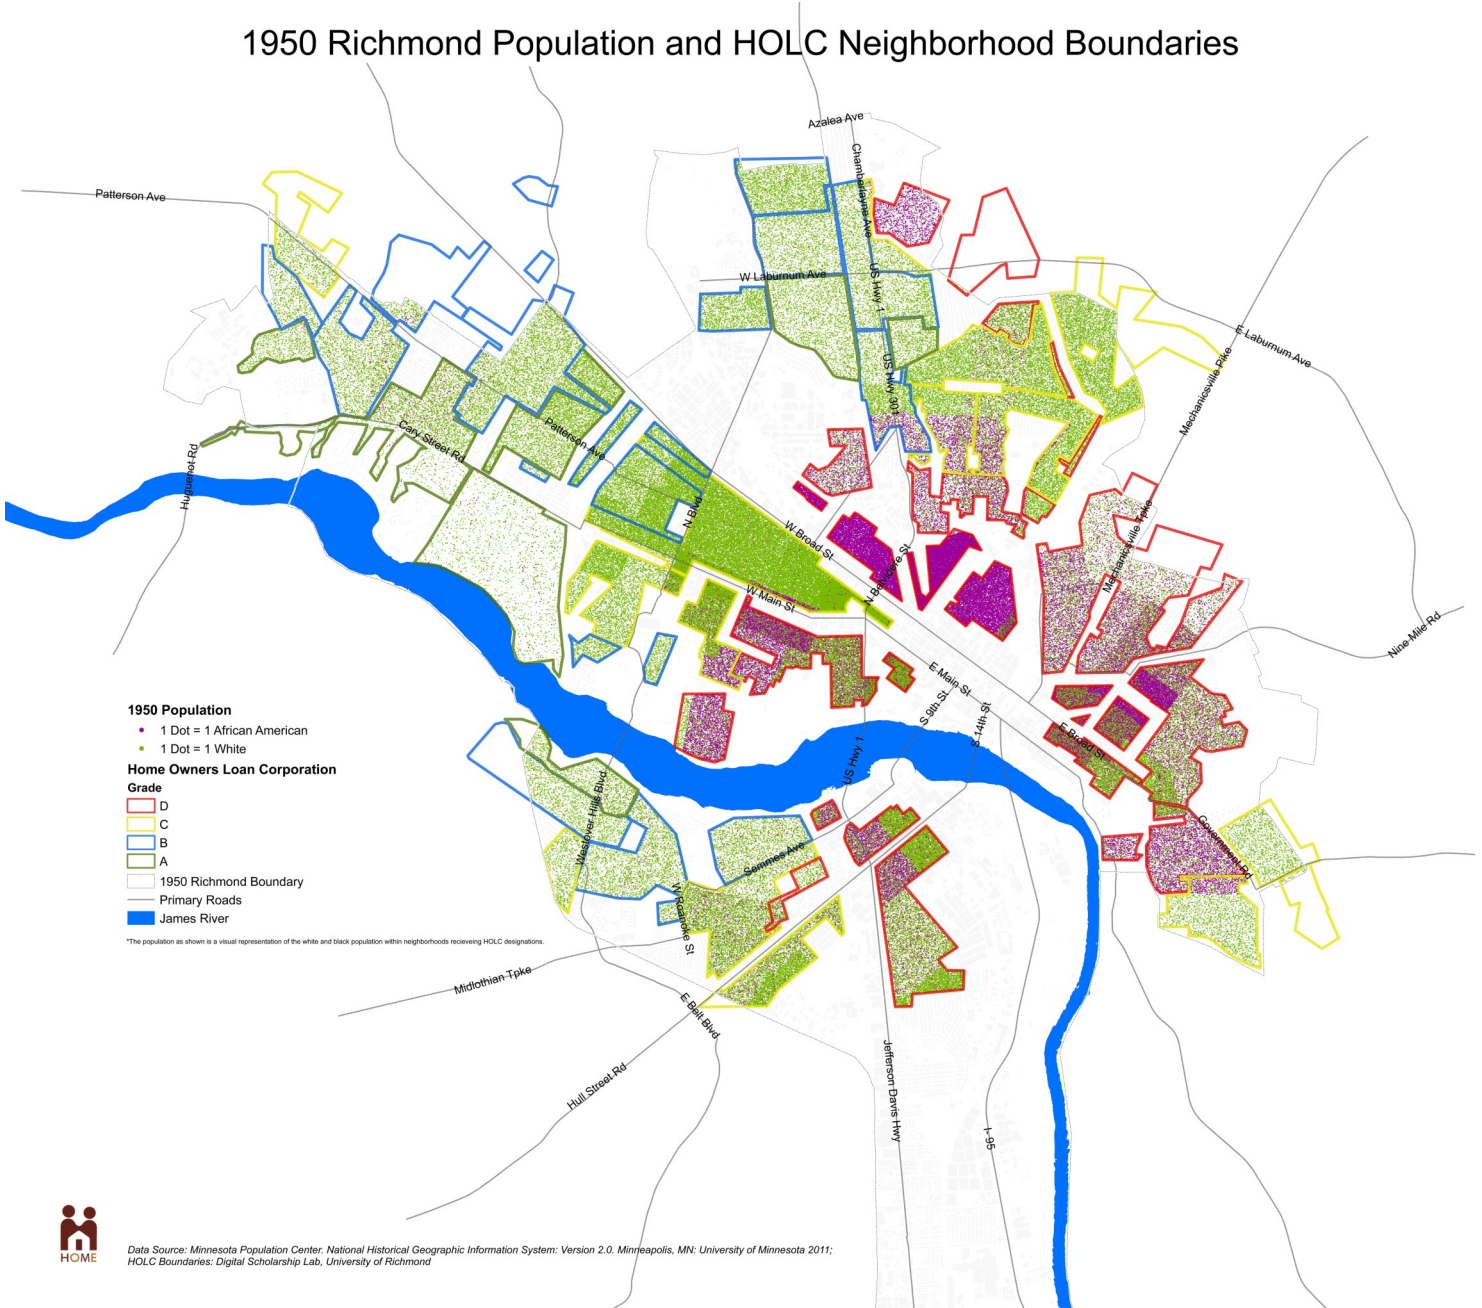 1950 Richmond Population and HOLC Neighborhood Boundaries
Azalea Ave
Chamberlayne Ave
Patterson Ave
W Laburnum Ave
US Hwy 1
E Laburnum Ave
Mechanicsville Pike
US Hwy 301
Cary Street Rd
Patterson Ave
Huguenot Rd
N Blvd
W Broad St
N Belvidere St
Mechanicsville Tpke
W Main St
Nine Mile Rd
E Main St
S 9th St
S 14th St
E Broad St
US Hwy 1
1950 Population
1 Dot = 1 African American
1 Dot = 1 White
Home Owners Loan Corporation
Grade
D
C
B
A
1950 Richmond Boundary
Primary Roads
James River
*The population as shown is a visual representation of the white and black population within neighborhoods recieveing HOLC designations.
Westover Hills Blvd
Semmes Ave
Government Rd
W Roanoke St
Midlothian Tpke
E Belt Blvd
Hull Street Rd
Jefferson Davis Hwy
I- 95
HOME
Data Source: Minnesota Population Center. National Historical Geographic Information System: Version 2.0. Minneapolis, MN: University of Minnesota 2011;
HOLC Boundaries: Digital Scholarship Lab, University of Richmond